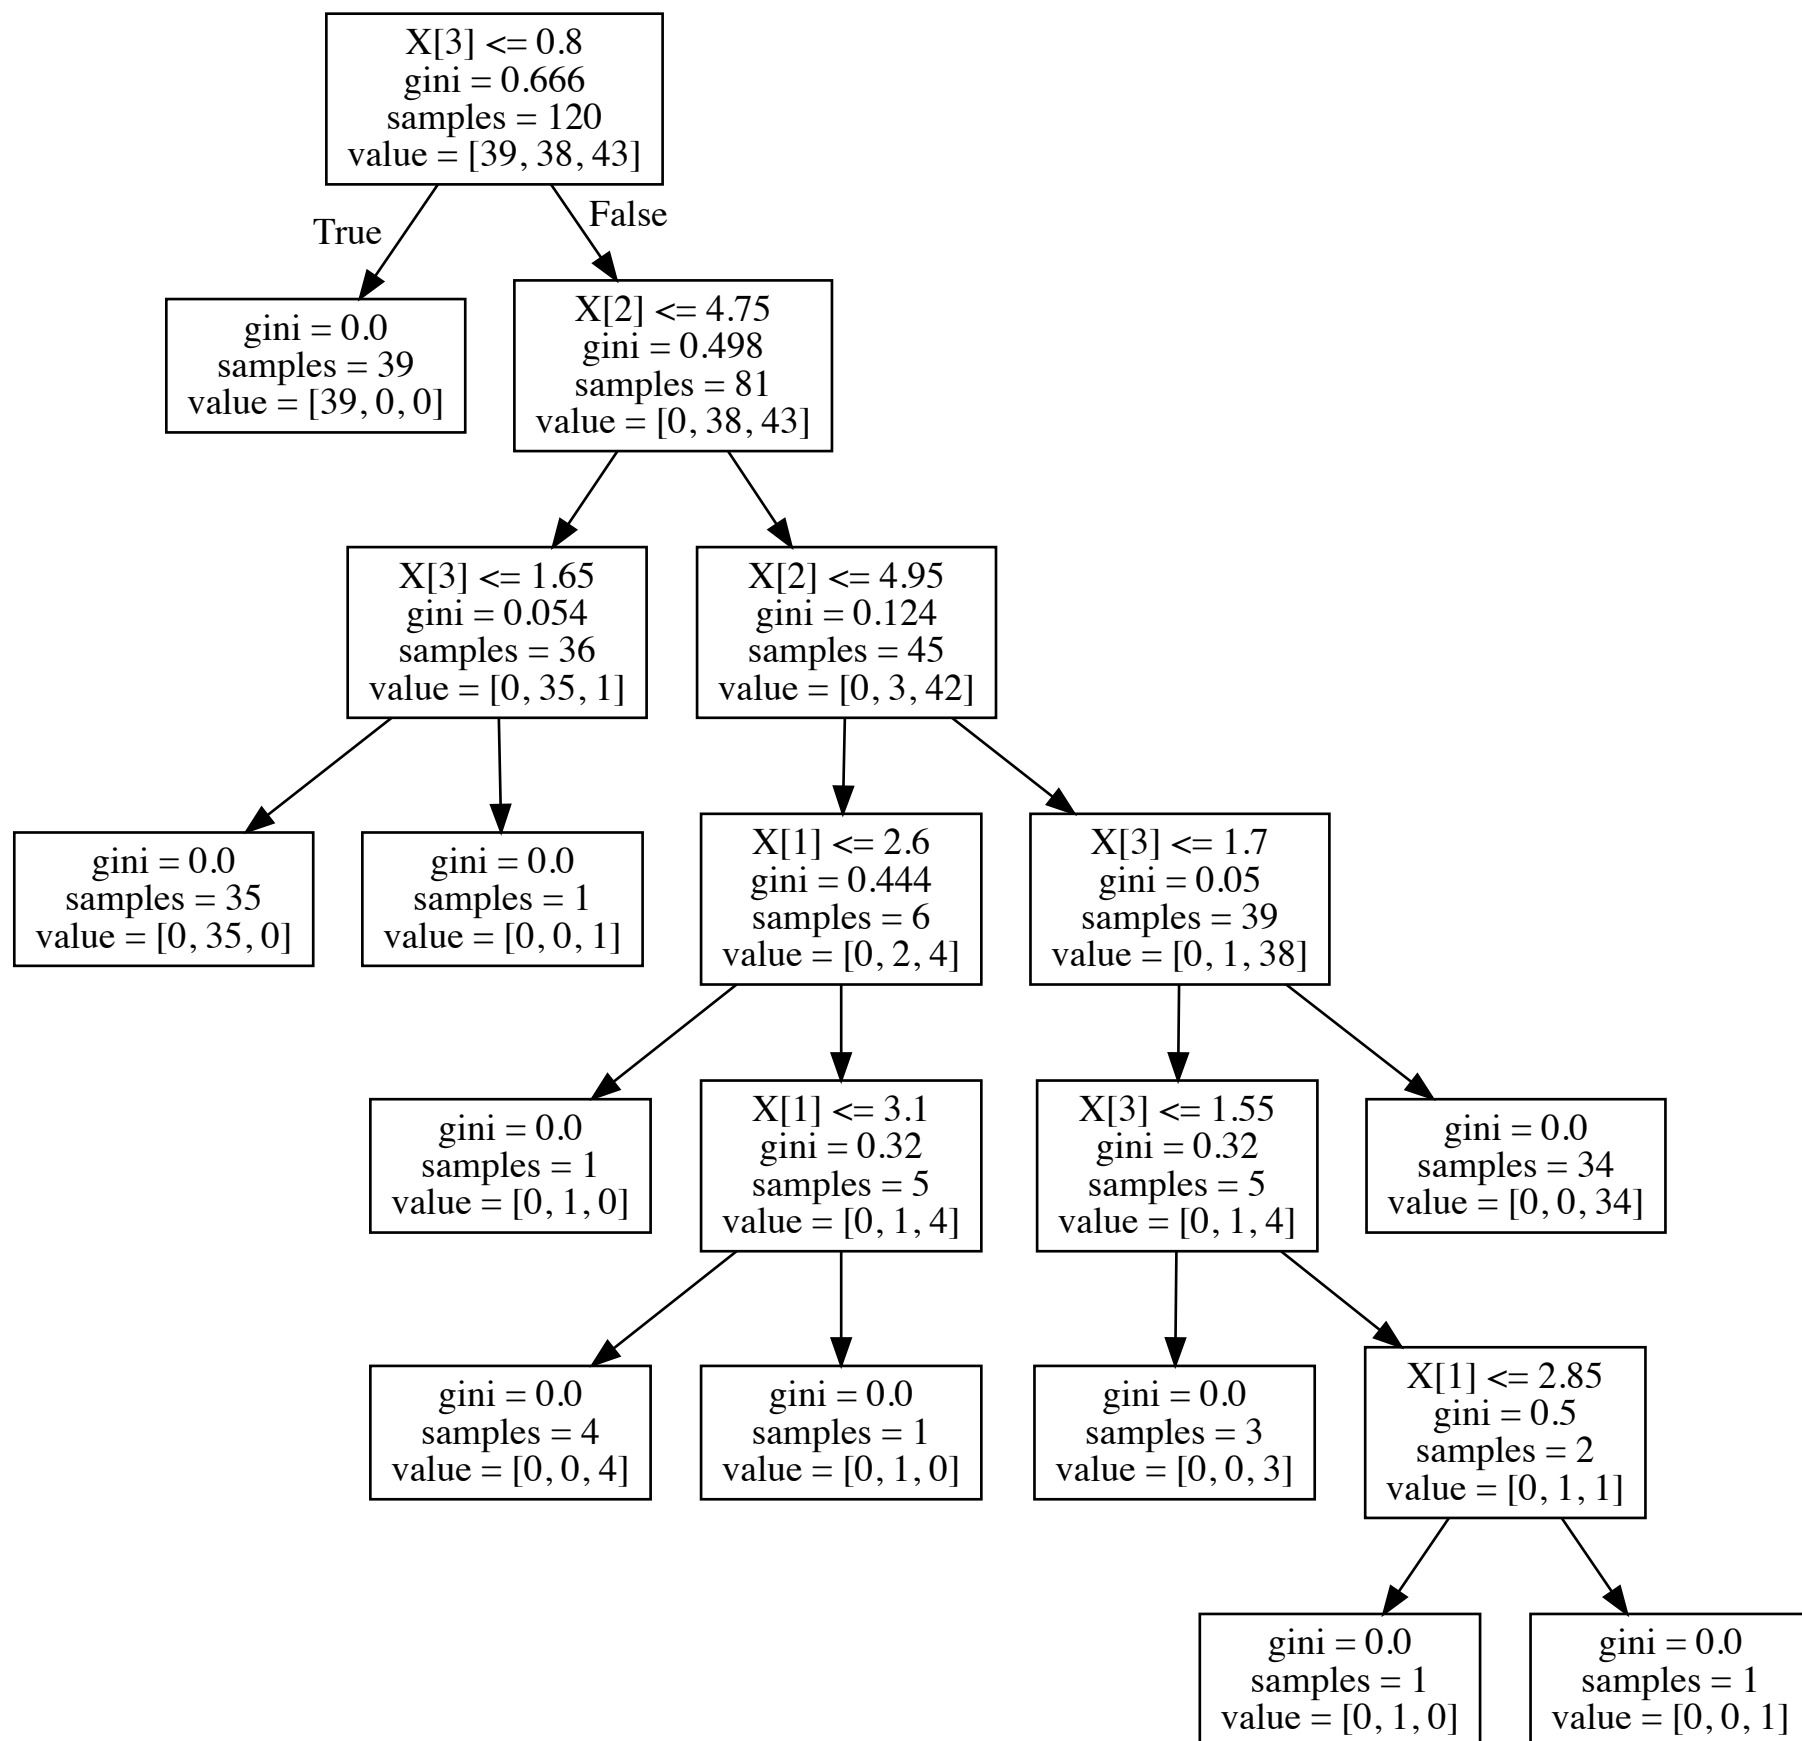 X[3] <= 0.8
gini = 0.666
samples = 120
value = [39, 38, 43]
True
False
gini = 0.0
samples = 39
value = [39, 0, 0]
X[2] <= 4.75
gini = 0.498
samples = 81
value = [0, 38, 43]
X[3] <= 1.65
gini = 0.054
samples = 36
value = [0, 35, 1]
X[2] <= 4.95
gini = 0.124
samples = 45
value = [0, 3, 42]
gini = 0.0
samples = 35
value = [0, 35, 0]
gini = 0.0
samples = 1
value = [0, 0, 1]
X[1] <= 2.6
gini = 0.444
samples = 6
value = [0, 2, 4]
X[3] <= 1.7
gini = 0.05
samples = 39
value = [0, 1, 38]
gini = 0.0
samples = 1
value = [0, 1, 0]
X[1] <= 3.1
gini = 0.32
samples = 5
value = [0, 1, 4]
X[3] <= 1.55
gini = 0.32
samples = 5
value = [0, 1, 4]
gini = 0.0
samples = 34
value = [0, 0, 34]
gini = 0.0
samples = 4
value = [0, 0, 4]
gini = 0.0
samples = 1
value = [0, 1, 0]
gini = 0.0
samples = 3
value = [0, 0, 3]
X[1] <= 2.85
gini = 0.5
samples = 2
value = [0, 1, 1]
gini = 0.0
samples = 1
value = [0, 1, 0]
gini = 0.0
samples = 1
value = [0, 0, 1]